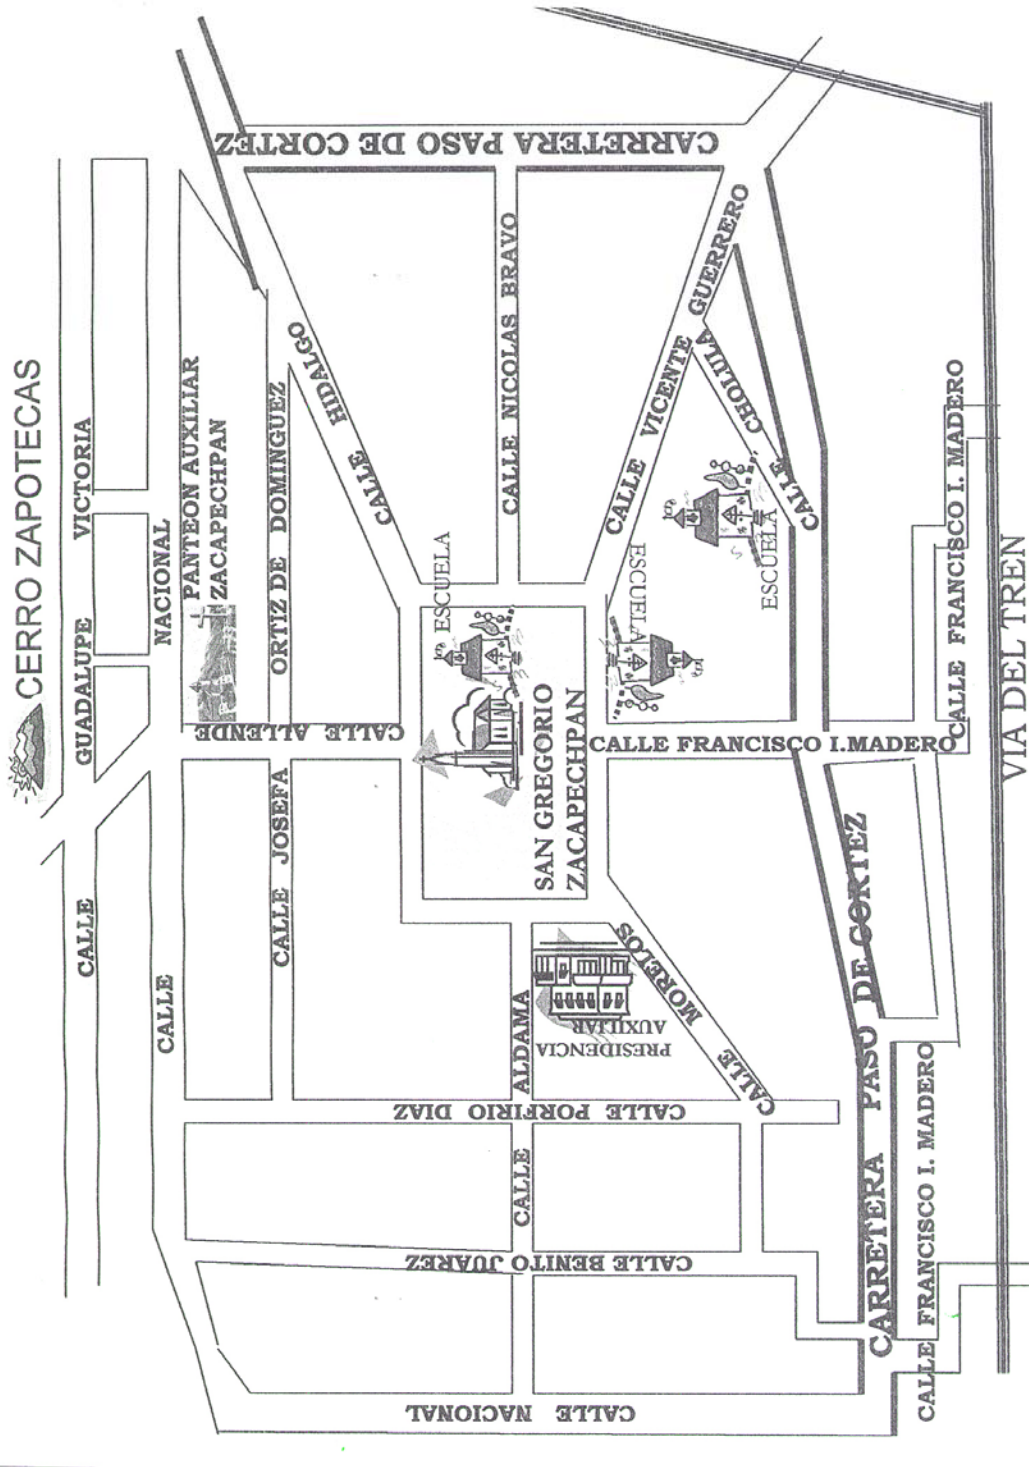 CERRO ZAPOTECAS
CALLE GUADALUPE VICTORIA
CALLE NACIONAL
PANTEON AUXILIAR
ZACAPECHPAN
CALLE JOSEFA ORTIZ DE DOMINGUEZ
CALLE ALLENDE
CALLE HIDALGO
CARRETERA PASO DE CORTEZ
CALLE NICOLAS BRAVO
CALLE VICENTE GUERRERO
CALLE CHOLULA
ESCUELA
ESCUELA
ESCUELA
SAN GREGORIO
ZACAPECHPAN
CALLE FRANCISCO I.MADERO
CALLE FRANCISCO I. MADERO
VIA DEL TREN
CALLE MORELOS
PRESIDENCIA
AUXILIAR
CALLE ALDAMA
CALLE PORFIRIO DIAZ
CALLE BENITO JUÁREZ
CALLE NACIONAL
CARRETERA PASO DE CORTEZ
CALLE FRANCISCO I. MADERO